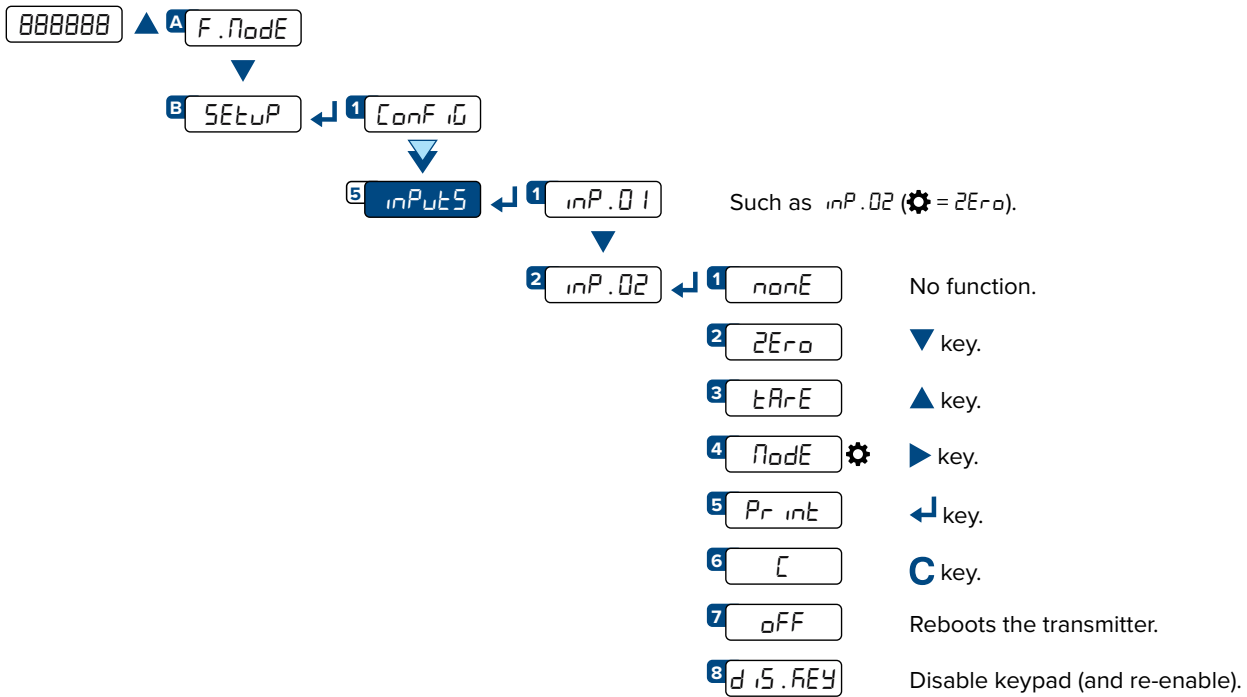 888888 A F.ModE
B SEtuP 1 ConFiG
5 inPutS 1 inP.01 Such as inP.02 ( = ZEro).
2 inP.02 1 nonE No function.
2 ZEro key.
3 tArE key.
4 ModE key.
5 Print key.
6 C C key.
7 oFF Reboots the transmitter.
8 diS.KEY Disable keypad (and re-enable).